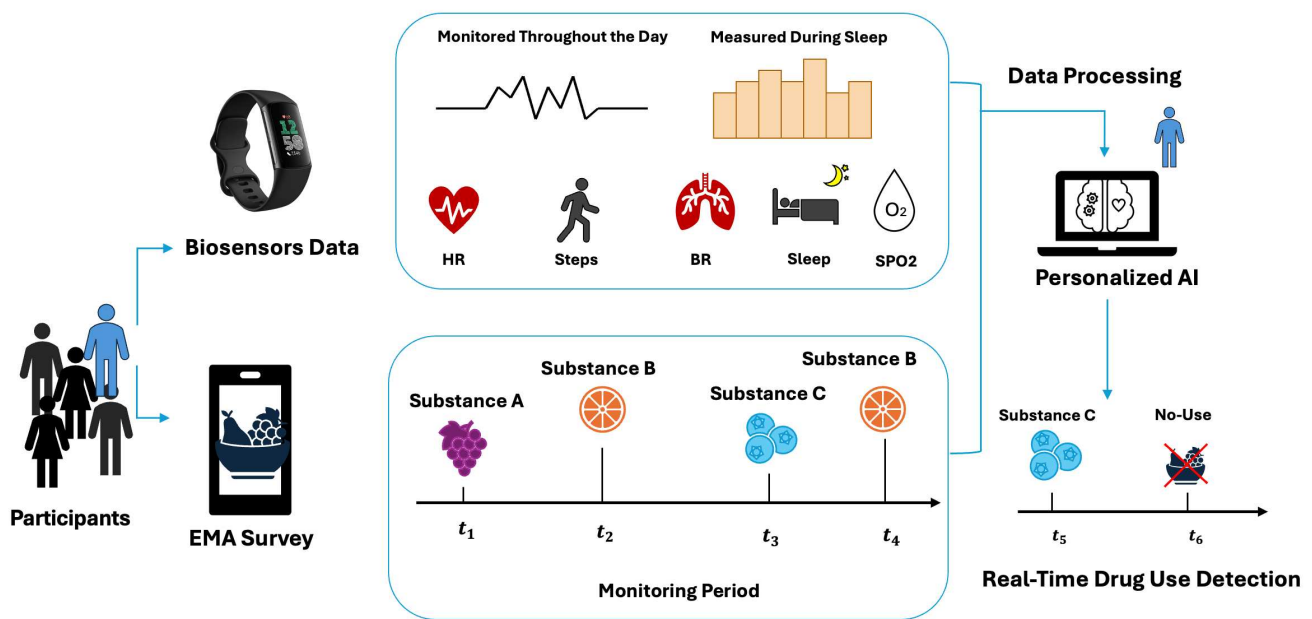 Monitored Throughout the Day
Measured During Sleep
Data Processing
12
58
Biosensors Data
HR
Steps
BR
Sleep
O2
SPO2
Personalized AI
Participants
EMA Survey
Substance A
Substance B
Substance C
Substance B
t1
t2
t3
t4
Monitoring Period
Substance C
No-Use
t5
t6
Real-Time Drug Use Detection